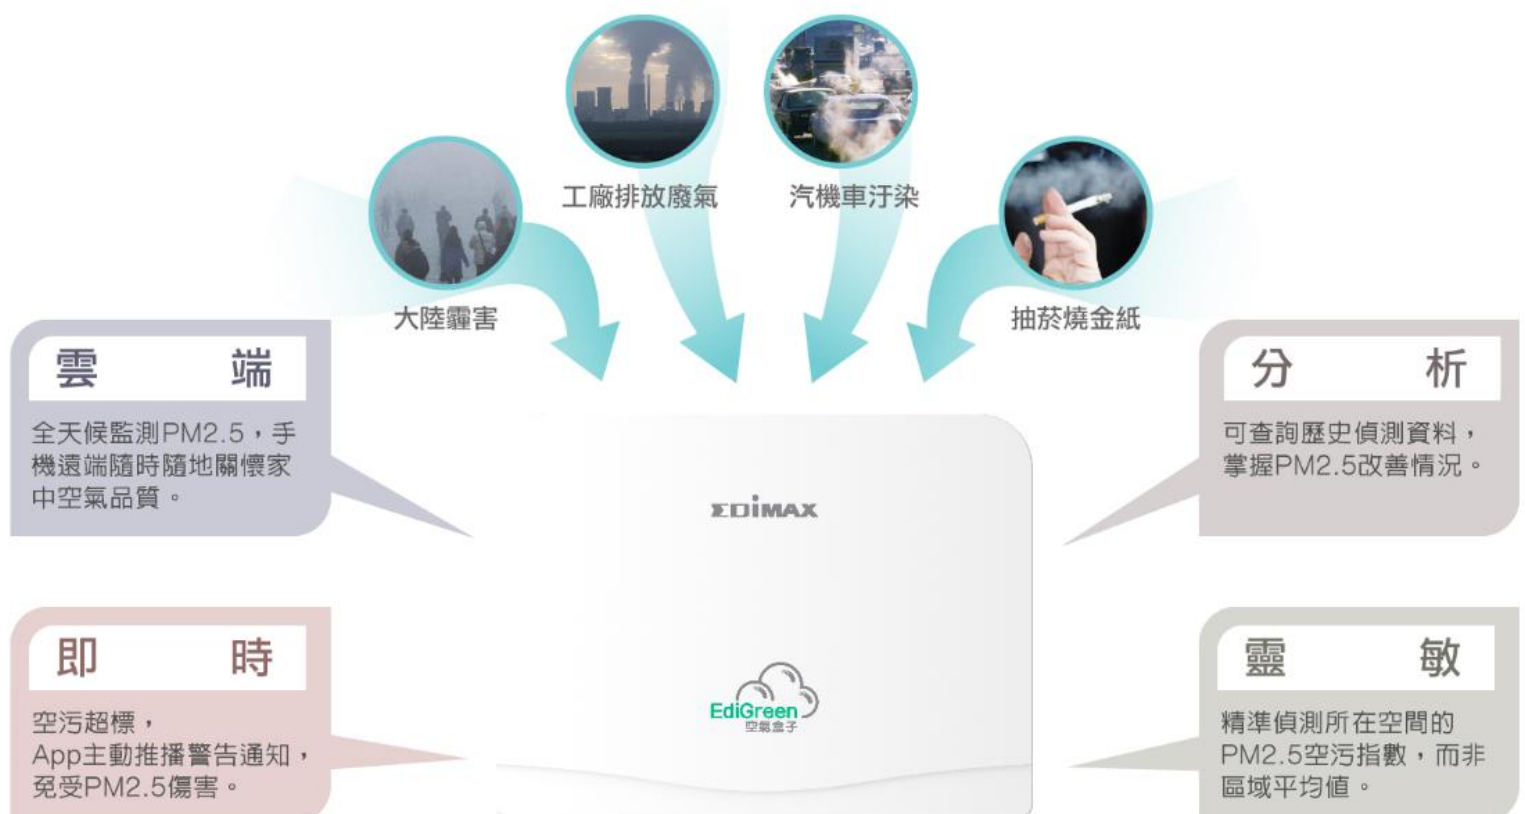 工廠排放廢氣
汽機車汙染
大陸霾害
抽菸燒金紙
雲端
全天候監測PM2.5，手
機遠端隨時隨地關懷家
中空氣品質。
分析
可查詢歷史偵測資料，
掌握PM2.5改善情況。
EDIMAX
即時
空污超標，
App主動推播警告通知，
免受PM2.5傷害。
EdiGreen
空氣盒子
靈敏
精準偵測所在空間的
PM2.5空污指數，而非
區域平均值。